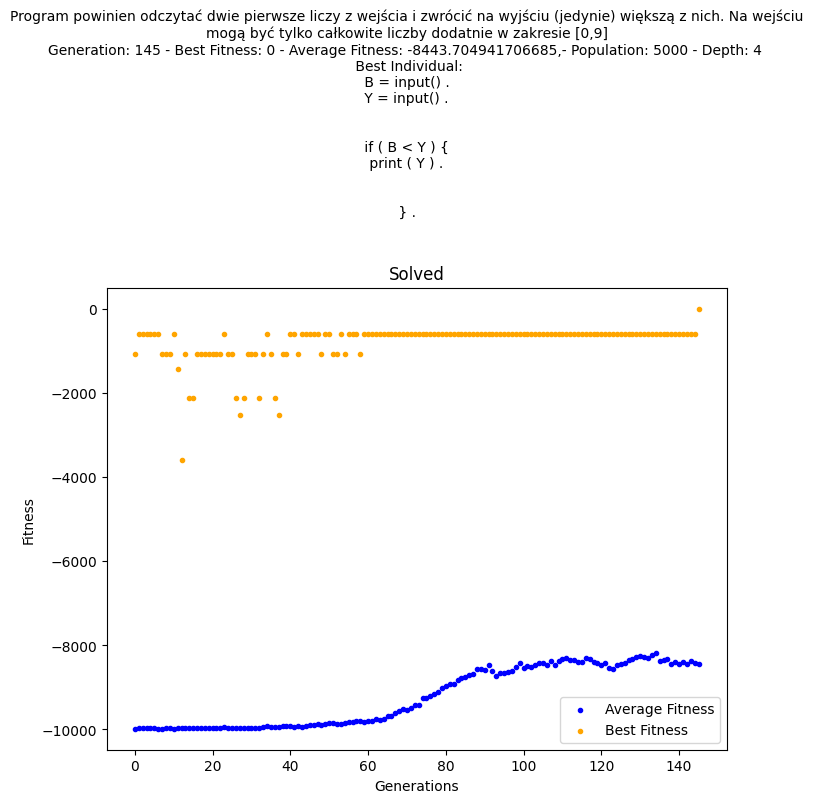 Program powinien odczytać dwie pierwsze liczy z wejścia i zwrócić na wyjściu (jedynie) większą z nich. Na wejściu
mogą być tylko całkowite liczby dodatnie w zakresie [0,9]
Generation: 145 - Best Fitness: 0 - Average Fitness: -8443.704941706685,- Population: 5000 - Depth: 4
Best Individual:
B = input() .
Y = input() .
if ( B < Y ) {
print ( Y ) .
} .
Solved
0
−2000
−4000
−6000
−8000
−10000
Fitness
Average Fitness
Best Fitness
0 20 40 60 80 100 120 140
Generations